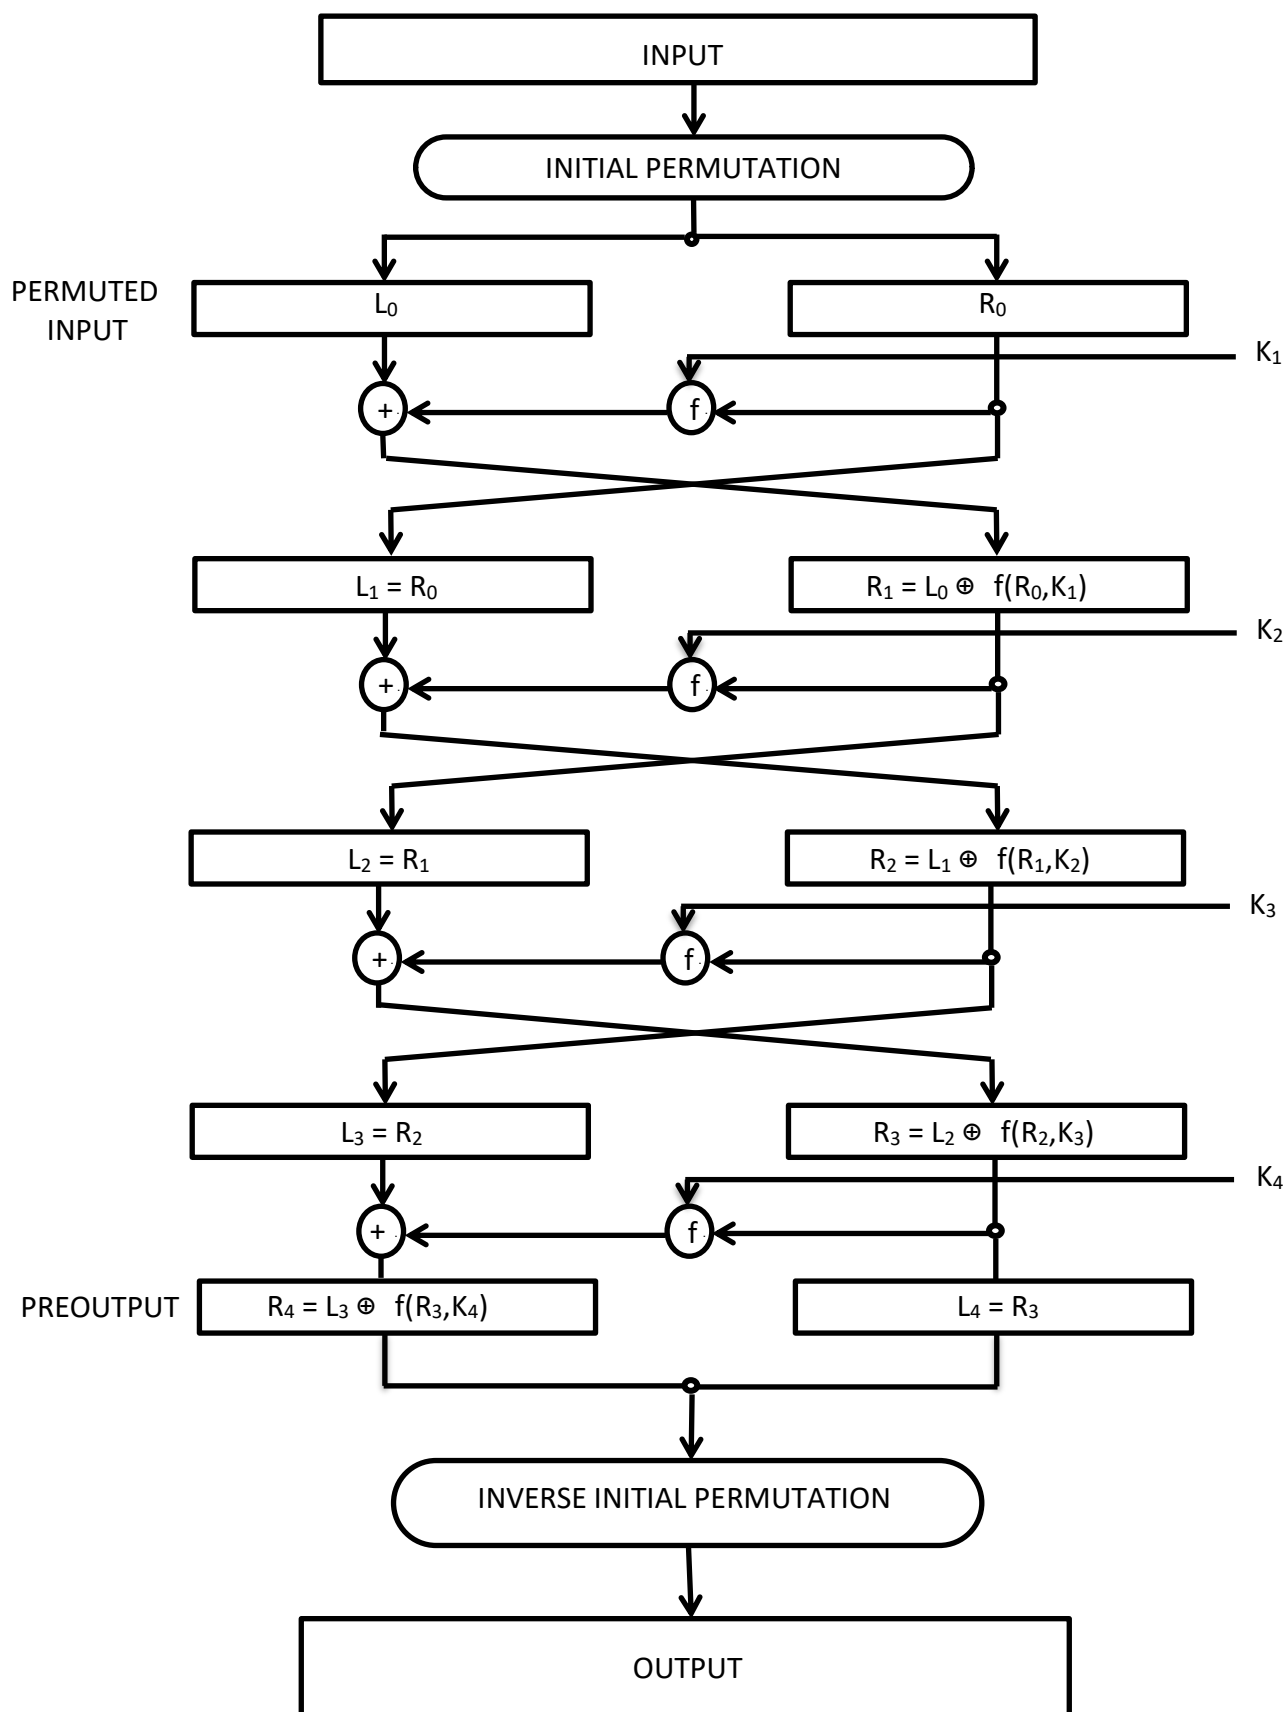 INPUT
INITIAL PERMUTATION
PERMUTED
INPUT
L₀
R₀
K₁
+
f
L₁ = R₀
R₁ = L₀ ⊕ f(R₀,K₁)
K₂
+
f
L₂ = R₁
R₂ = L₁ ⊕ f(R₁,K₂)
K₃
+
f
L₃ = R₂
R₃ = L₂ ⊕ f(R₂,K₃)
K₄
+
f
PREOUTPUT
R₄ = L₃ ⊕ f(R₃,K₄)
L₄ = R₃
INVERSE INITIAL PERMUTATION
OUTPUT